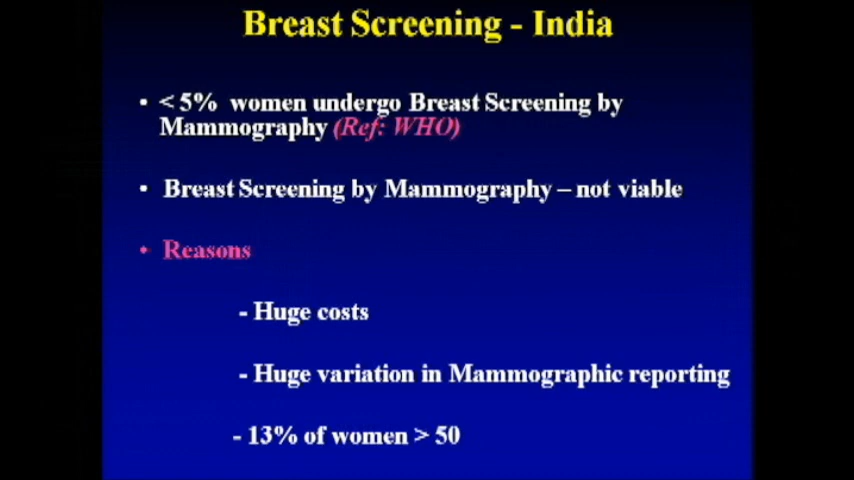 Breast Screening - India
• < 5% women undergo Breast Screening by
Mammography (Ref: WHO)
• Breast Screening by Mammography – not viable
• Reasons
- Huge costs
- Huge variation in Mammographic reporting
- 13% of women > 50